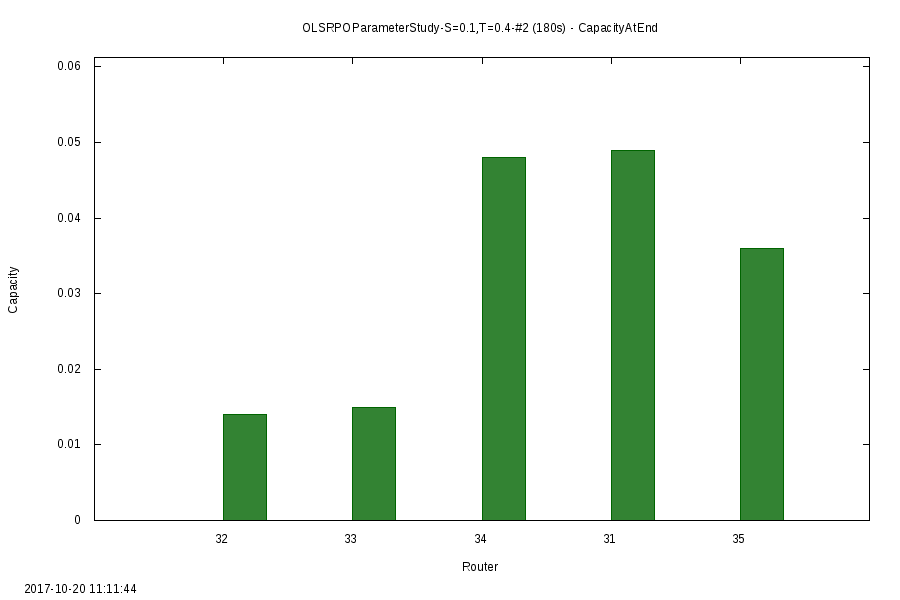 OLSRPOParameterStudy-S=0.1,T=0.4-#2 (180s) - CapacityAtEnd
0.06
0.05
0.04
0.03
0.02
0.01
0
Capacity
32 33 34 31 35
Router
2017-10-20 11:11:44